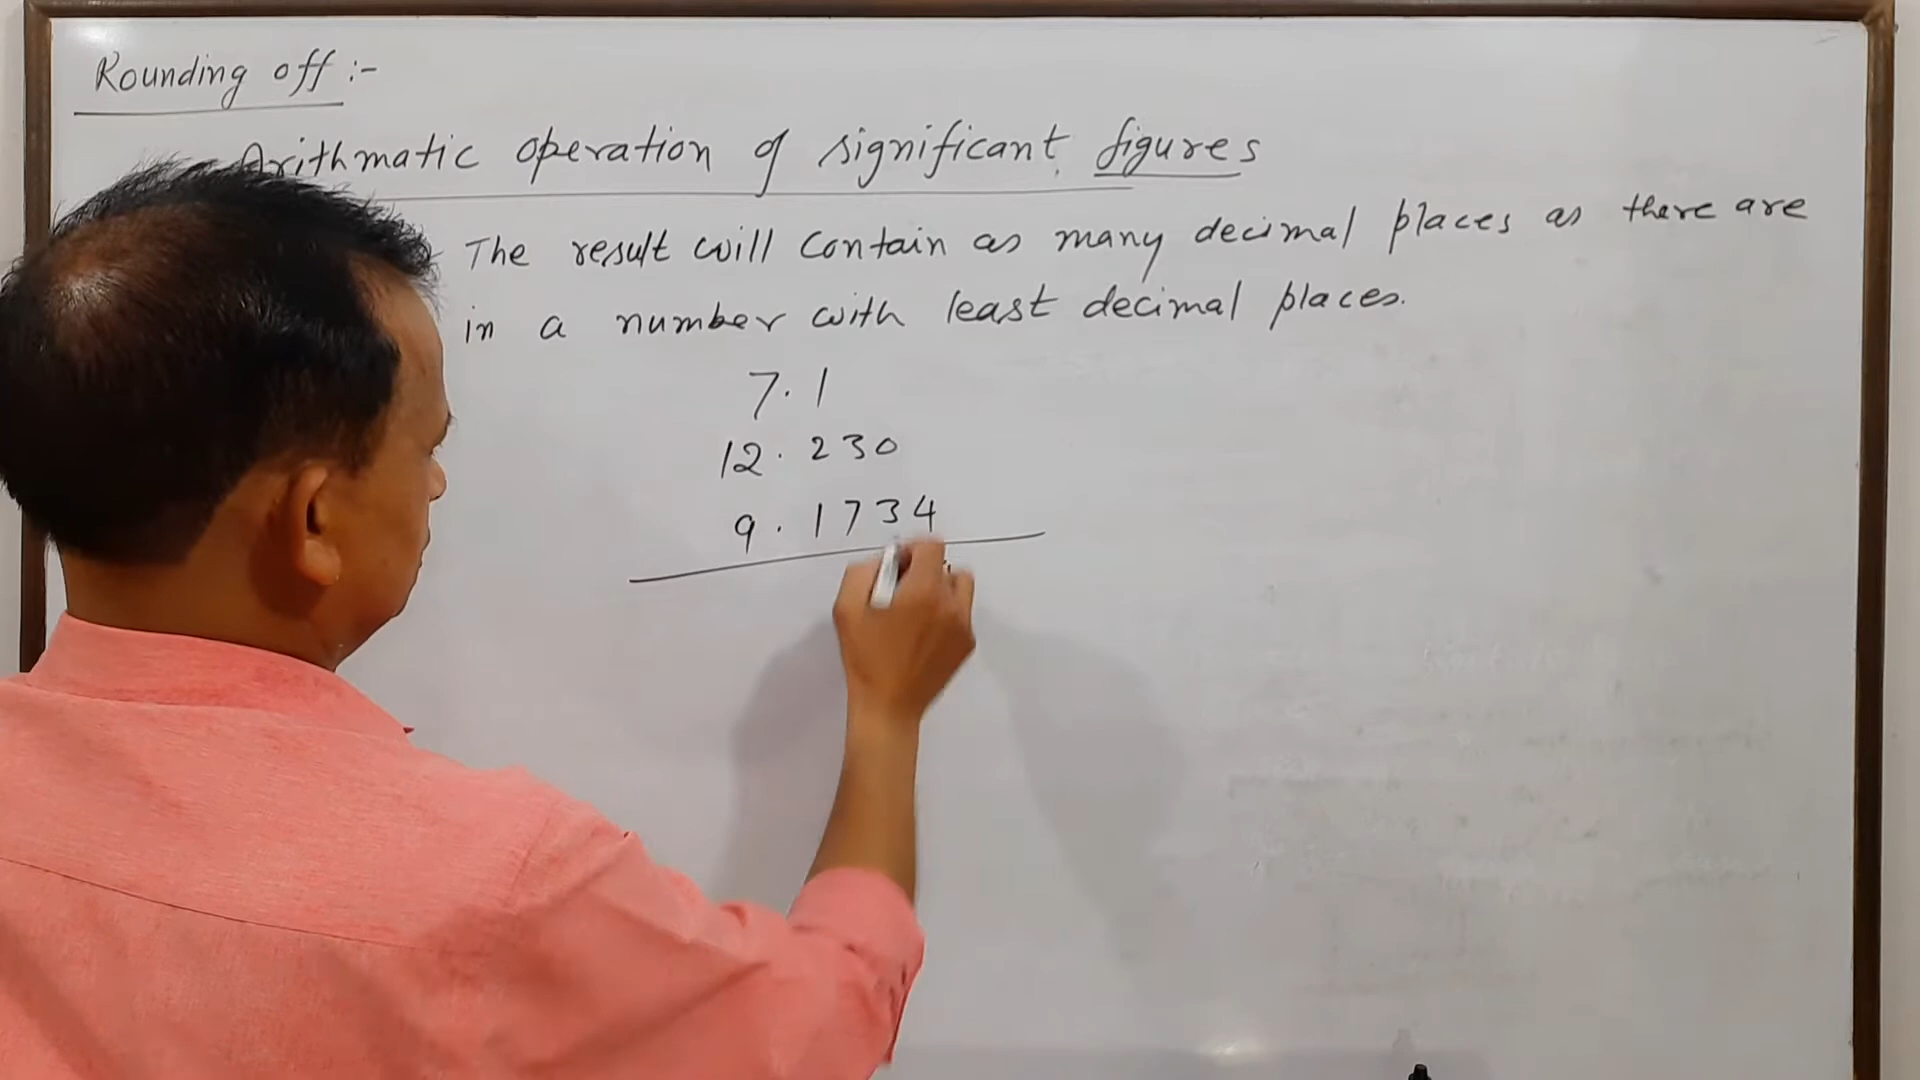 Rounding off :-
Arithmatic operation of significant figures
The result will contain as many decimal places as there are
in a number with least decimal places.
7.1
12.230
9.1734